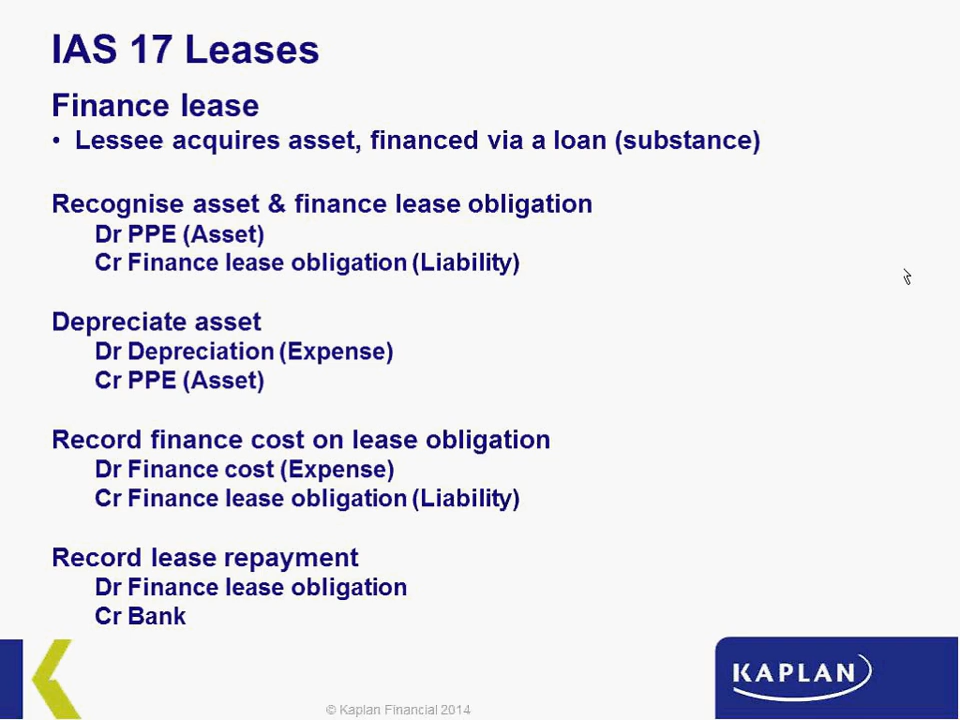 IAS 17 Leases
Finance lease
• Lessee acquires asset, financed via a loan (substance)
Recognise asset & finance lease obligation
Dr PPE (Asset)
Cr Finance lease obligation (Liability)
Depreciate asset
Dr Depreciation (Expense)
Cr PPE (Asset)
Record finance cost on lease obligation
Dr Finance cost (Expense)
Cr Finance lease obligation (Liability)
Record lease repayment
Dr Finance lease obligation
Cr Bank
KAPLAN
© Kaplan Financial 2014